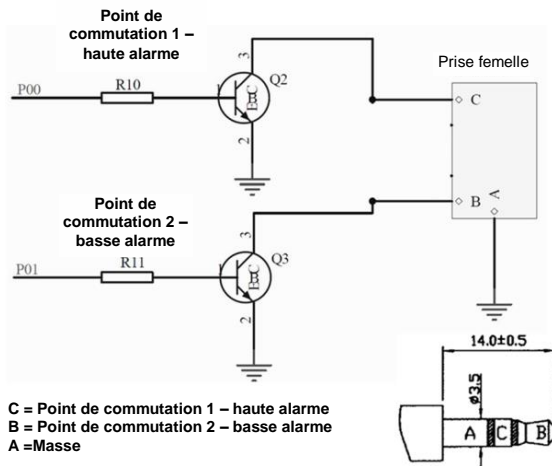 Point de
commutation 1 –
haute alarme
P00
R10
3
Q2
1
B C E
2
Prise femelle
C
B
A
Point de
commutation 2 –
basse alarme
P01
R11
3
Q3
2
14.0±0.5
ø3.5
A C B
C = Point de commutation 1 – haute alarme
B = Point de commutation 2 – basse alarme
A =Masse